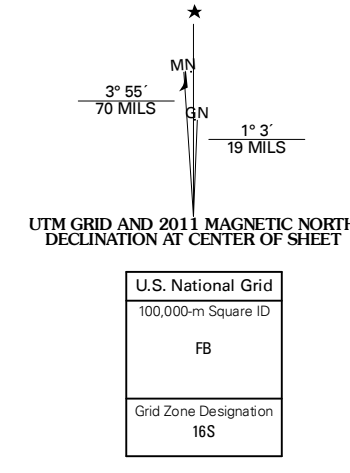 ★
MN
3° 55´
70 MILS
GN
1° 3´
19 MILS
UTM GRID AND 2011 MAGNETIC NORTH
DECLINATION AT CENTER OF SHEET
U.S. National Grid
100,000-m Square ID
FB
Grid Zone Designation
16S